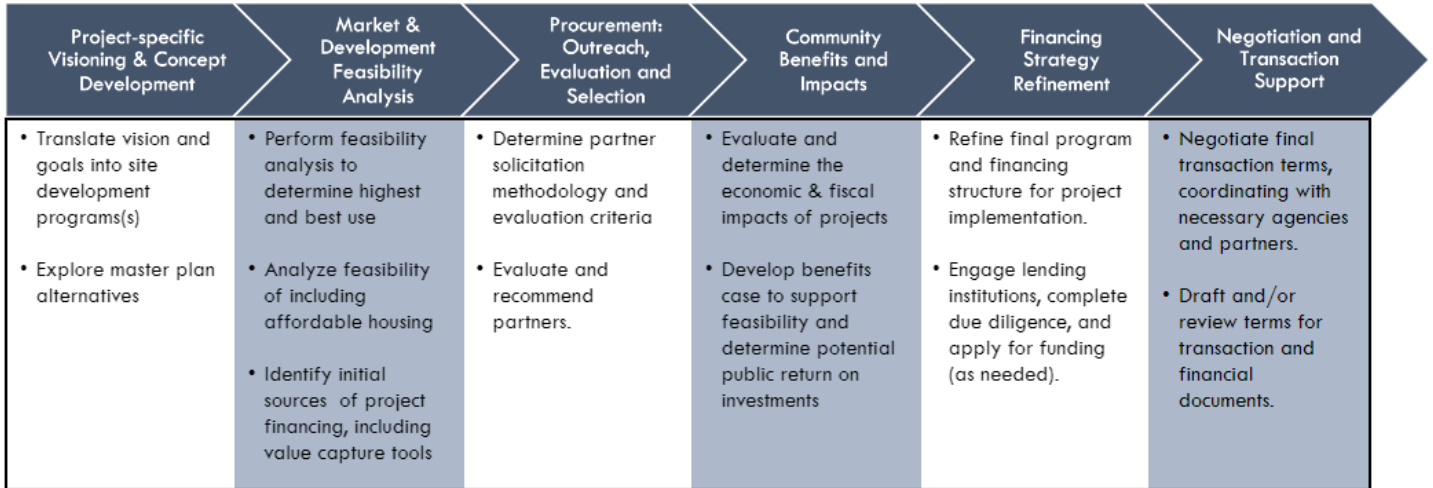 Project-specific
Visioning & Concept
Development
Market &
Development
Feasibility
Analysis
Procurement:
Outreach,
Evaluation and
Selection
Community
Benefits and
Impacts
Financing
Strategy
Refinement
Negotiation and
Transaction
Support
• Translate vision and
goals into site
development
programs(s)
• Explore master plan
alternatives
• Perform feasibility
analysis to
determine highest
and best use
• Analyze feasibility
of including
affordable housing
• Identify initial
sources of project
financing, including
value capture tools
• Determine partner
solicitation
methodology and
evaluation criteria
• Evaluate and
recommend
partners.
• Evaluate and
determine the
economic & fiscal
impacts of projects
• Develop benefits
case to support
feasibility and
determine potential
public return on
investments
• Refine final program
and financing
structure for project
implementation.
• Engage lending
institutions, complete
due diligence, and
apply for funding
(as needed).
• Negotiate final
transaction terms,
coordinating with
necessary agencies
and partners.
• Draft and/or
review terms for
transaction and
financial
documents.